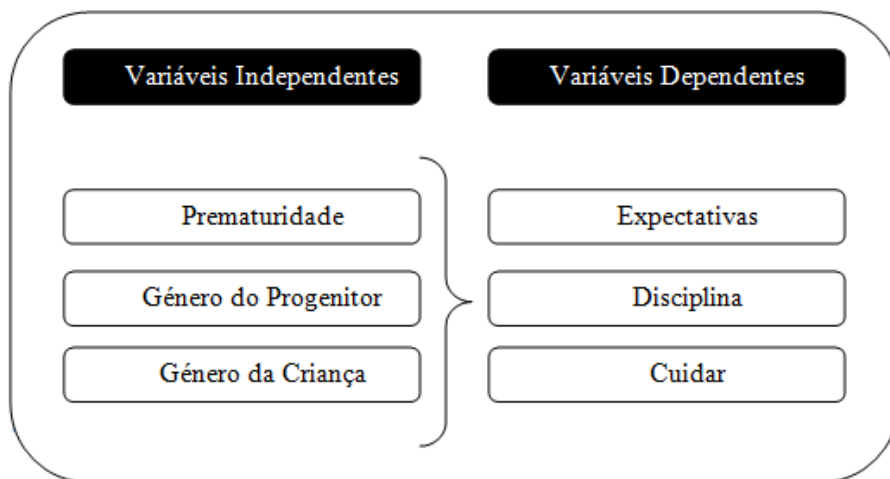 Variáveis Independentes
Variáveis Dependentes
Prematuridade
Expectativas
Género do Progenitor
Disciplina
Género da Criança
Cuidar